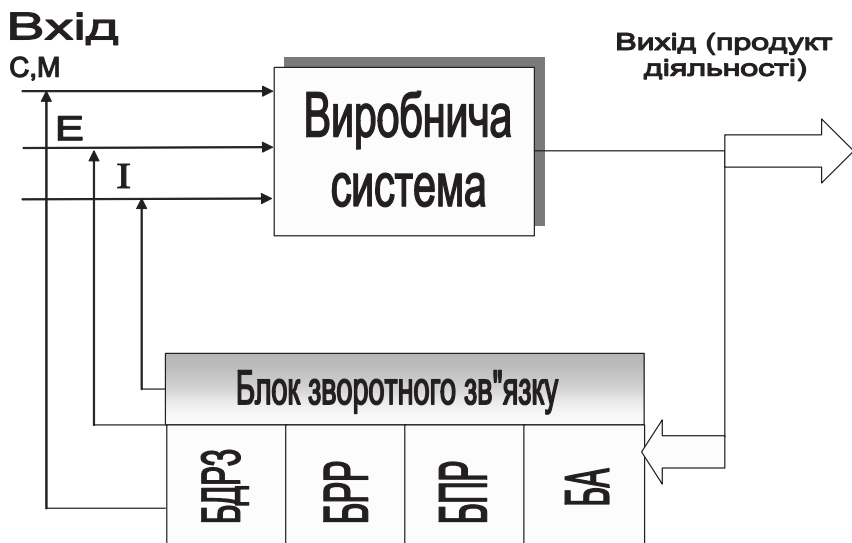 Вхід
С,М
Е
І
Виробнича
система
Вихід (продукт
діяльності)
Блок зворотного зв"язку
БДРЗ
БРР
БПР
БА